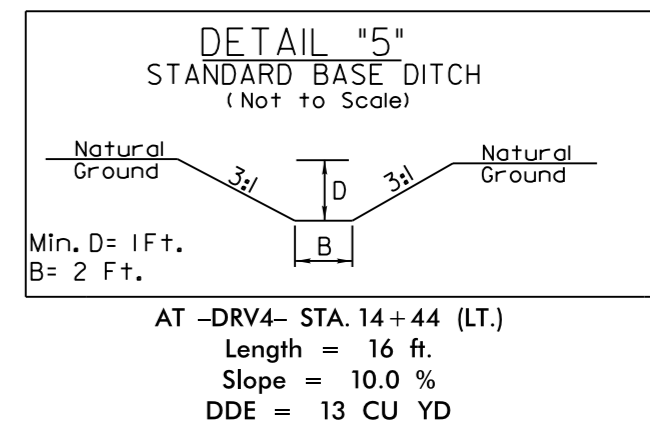 DETAIL "5"
STANDARD BASE DITCH
(Not to Scale)
Natural
Ground
3:1
D
3:1
Natural
Ground
Min. D= 1Ft.
B= 2 Ft.
B
AT -DRV4- STA. 14+44 (LT.)
Length = 16 ft.
Slope = 10.0 %
DDE = 13 CU YD